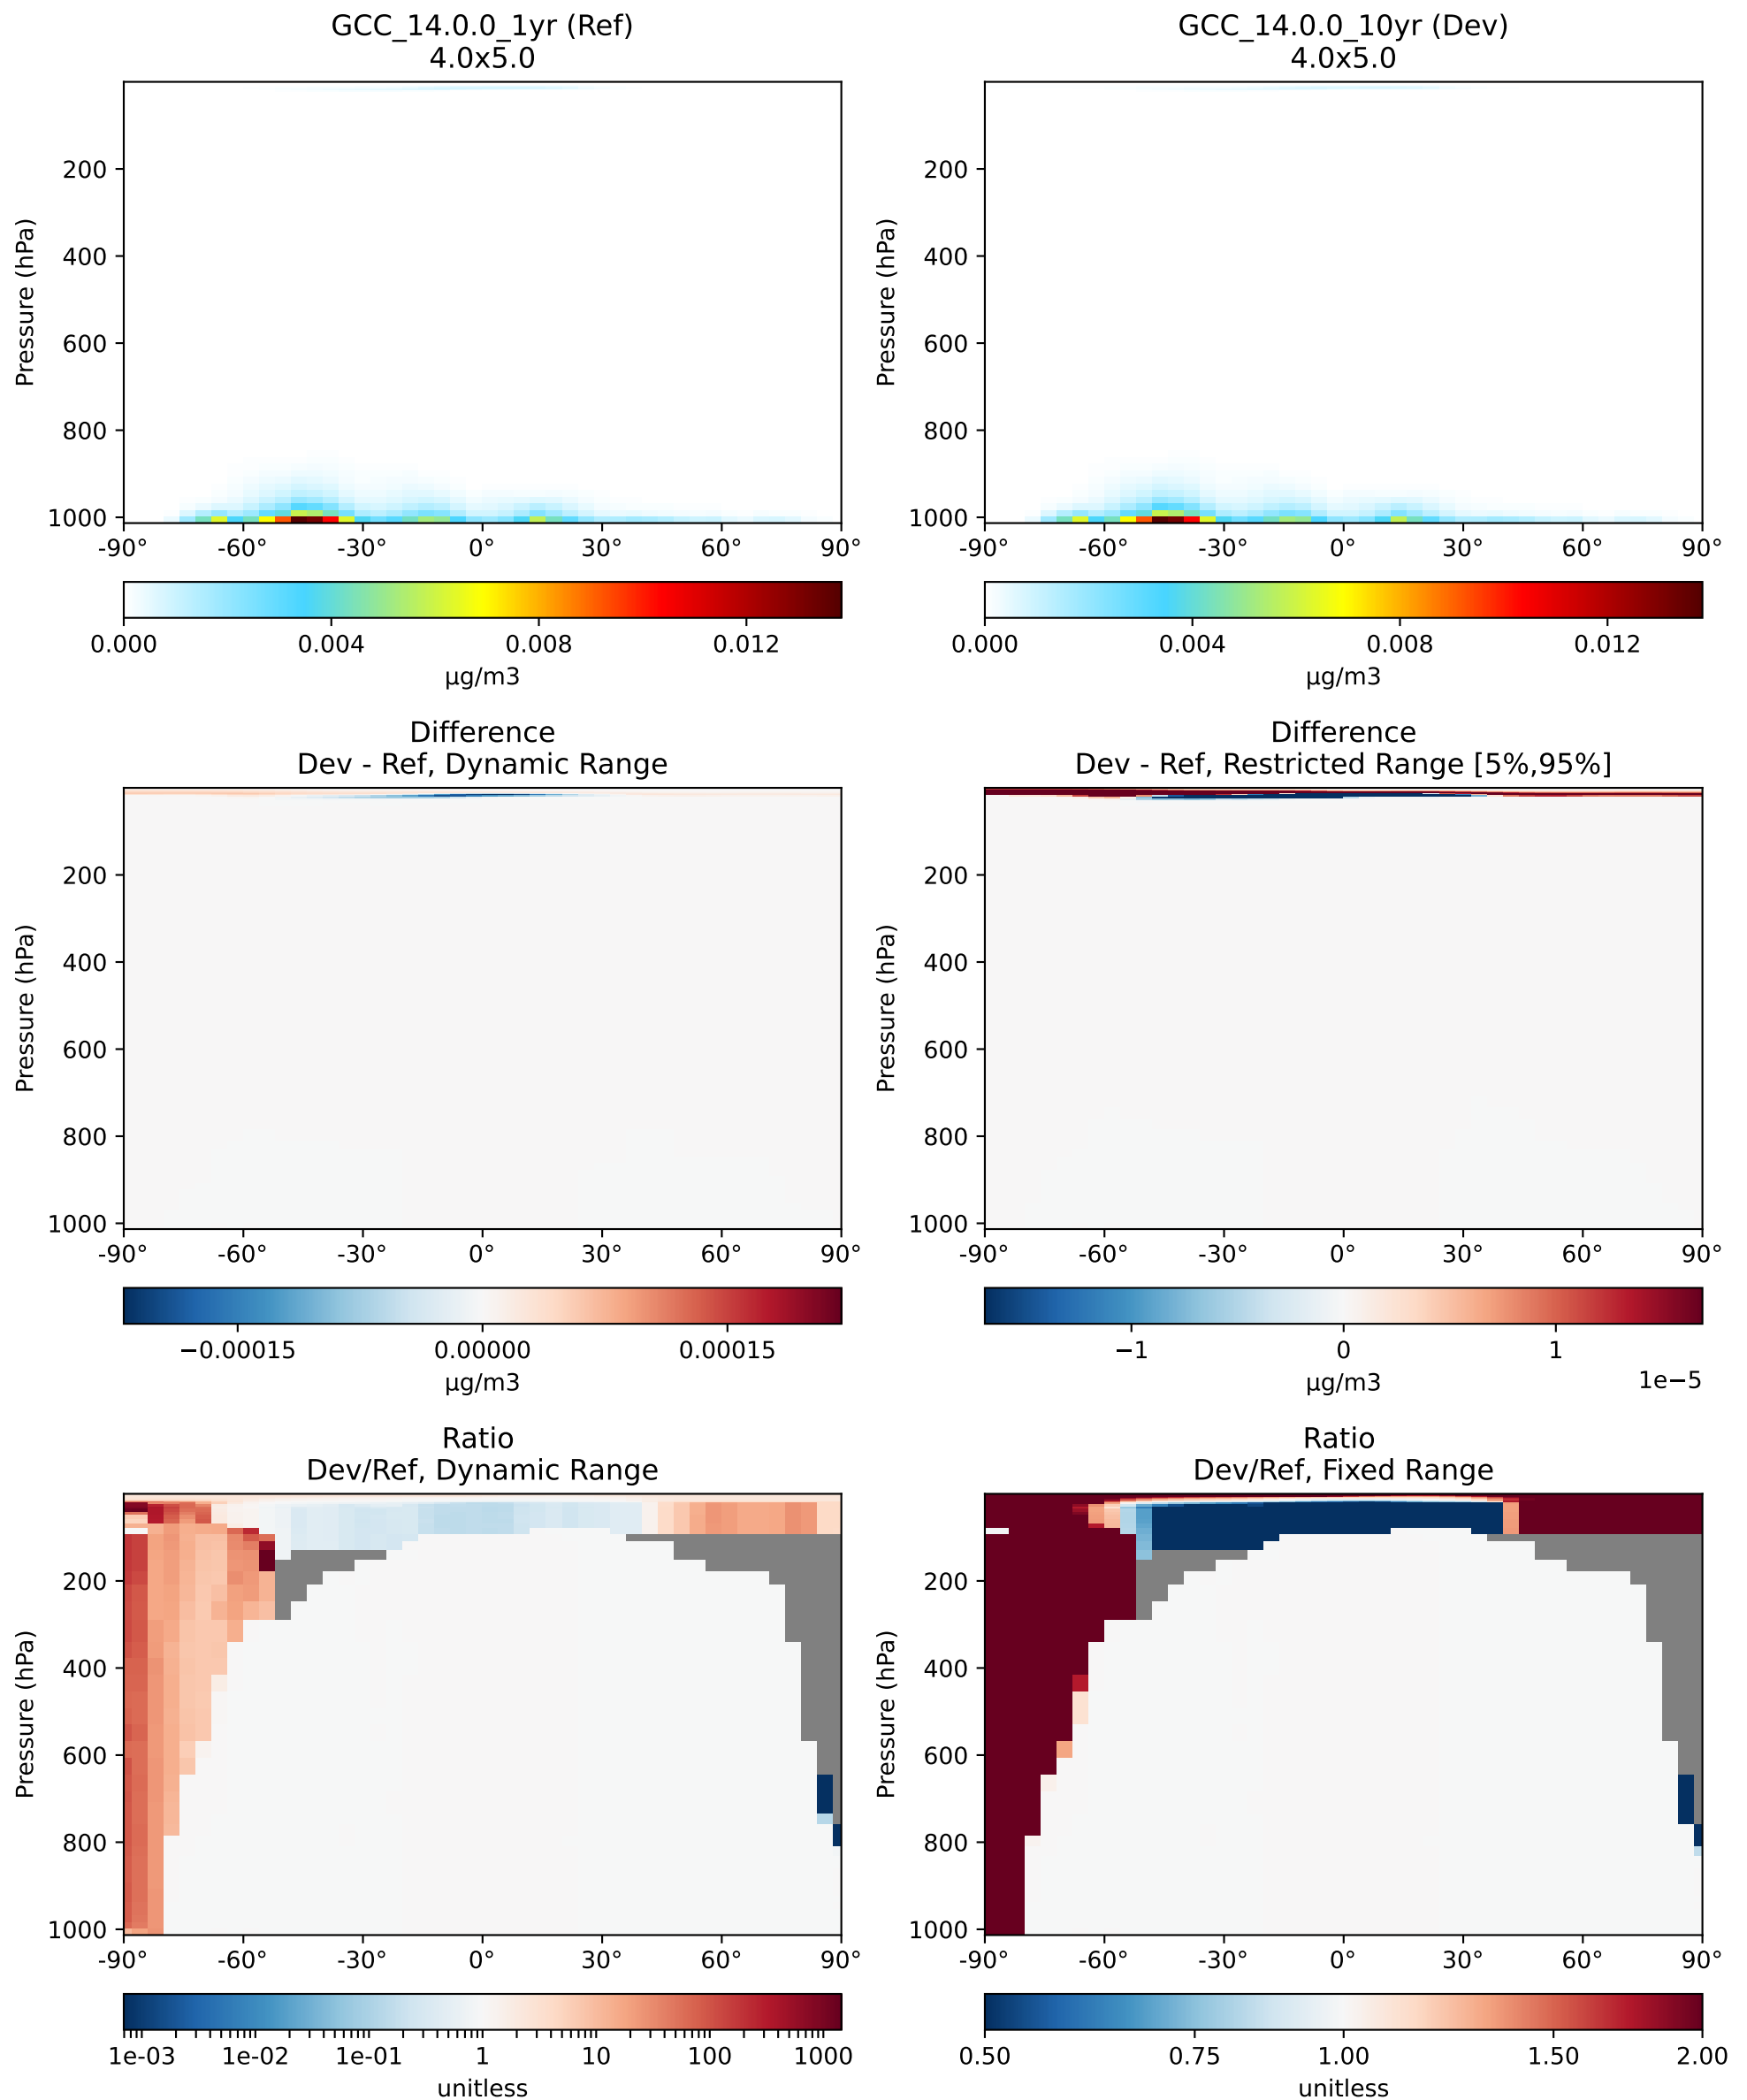 GCC_14.0.0_1yr (Ref)
4.0x5.0
GCC_14.0.0_10yr (Dev)
4.0x5.0
Pressure (hPa)
200
400
600
800
1000
-90° -60° -30° 0° 30° 60° 90°
0.000 0.004 0.008 0.012
µg/m3
Pressure (hPa)
200
400
600
800
1000
-90° -60° -30° 0° 30° 60° 90°
0.000 0.004 0.008 0.012
µg/m3
Difference
Dev - Ref, Dynamic Range
Pressure (hPa)
200
400
600
800
1000
-90° -60° -30° 0° 30° 60° 90°
−0.00015 0.00000 0.00015
µg/m3
Difference
Dev - Ref, Restricted Range [5%,95%]
Pressure (hPa)
200
400
600
800
1000
-90° -60° -30° 0° 30° 60° 90°
−1 0 1
µg/m3
1e−5
Ratio
Dev/Ref, Dynamic Range
Pressure (hPa)
200
400
600
800
1000
-90° -60° -30° 0° 30° 60° 90°
1e-03 1e-02 1e-01 1 10 100 1000
unitless
Ratio
Dev/Ref, Fixed Range
Pressure (hPa)
200
400
600
800
1000
-90° -60° -30° 0° 30° 60° 90°
0.50 0.75 1.00 1.50 2.00
unitless